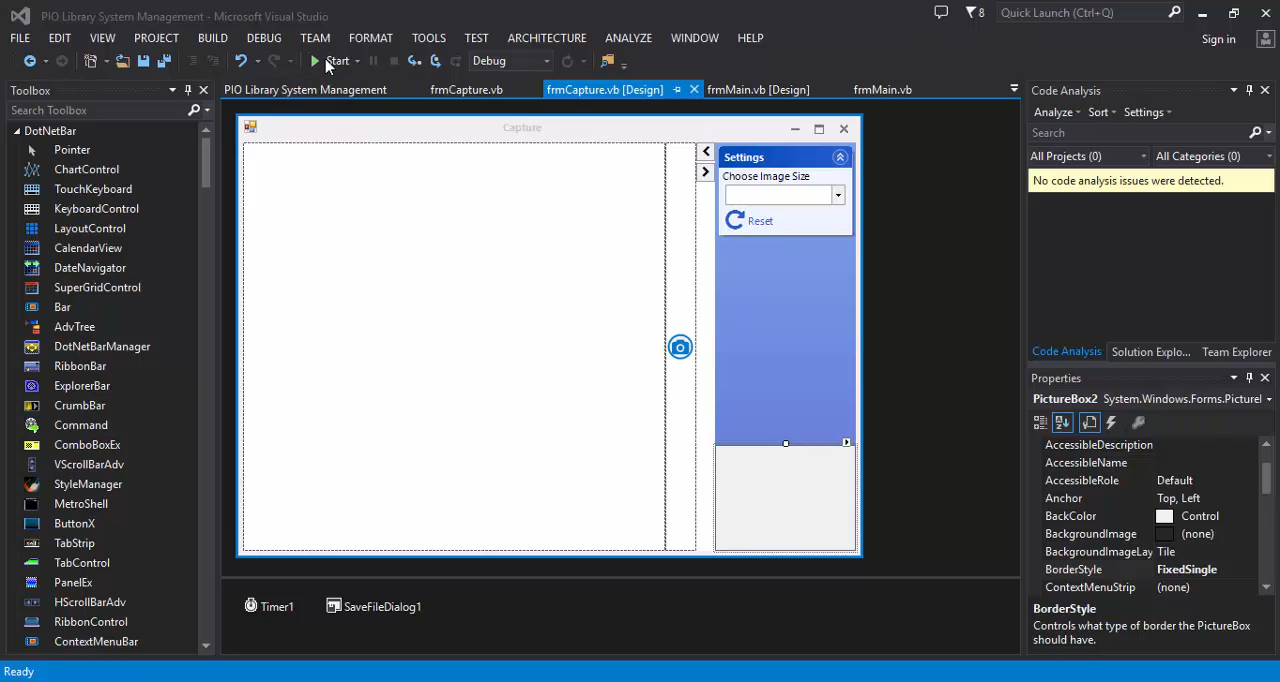 PIO Library System Management - Microsoft Visual Studio
8
Quick Launch (Ctrl+Q)
FILE EDIT VIEW PROJECT BUILD DEBUG TEAM FORMAT TOOLS TEST ARCHITECTURE ANALYZE WINDOW HELP
Sign in
Start
Debug
Toolbox
Search Toolbox
DotNetBar
Pointer
ChartControl
TouchKeyboard
KeyboardControl
LayoutControl
CalendarView
DateNavigator
SuperGridControl
Bar
AdvTree
DotNetBarManager
RibbonBar
ExplorerBar
CrumbBar
Command
ComboBoxEx
VScrollBarAdv
StyleManager
MetroShell
ButtonX
TabStrip
TabControl
PanelEx
HScrollBarAdv
RibbonControl
ContextMenuBar
PIO Library System Management frmCapture.vb frmCapture.vb [Design] frmMain.vb [Design] frmMain.vb
Capture
Settings
Choose Image Size
Reset
Timer1 SaveFileDialog1
Code Analysis
Analyze Sort Settings
Search
All Projects (0) All Categories (0)
No code analysis issues were detected.
Code Analysis Solution Explo... Team Explorer
Properties
PictureBox2 System.Windows.Forms.PictureI
AccessibleDescription
AccessibleName
AccessibleRole Default
Anchor Top, Left
BackColor Control
BackgroundImage (none)
BackgroundImageLay Tile
BorderStyle FixedSingle
ContextMenuStrip (none)
BorderStyle
Controls what type of border the PictureBox
should have.
Ready